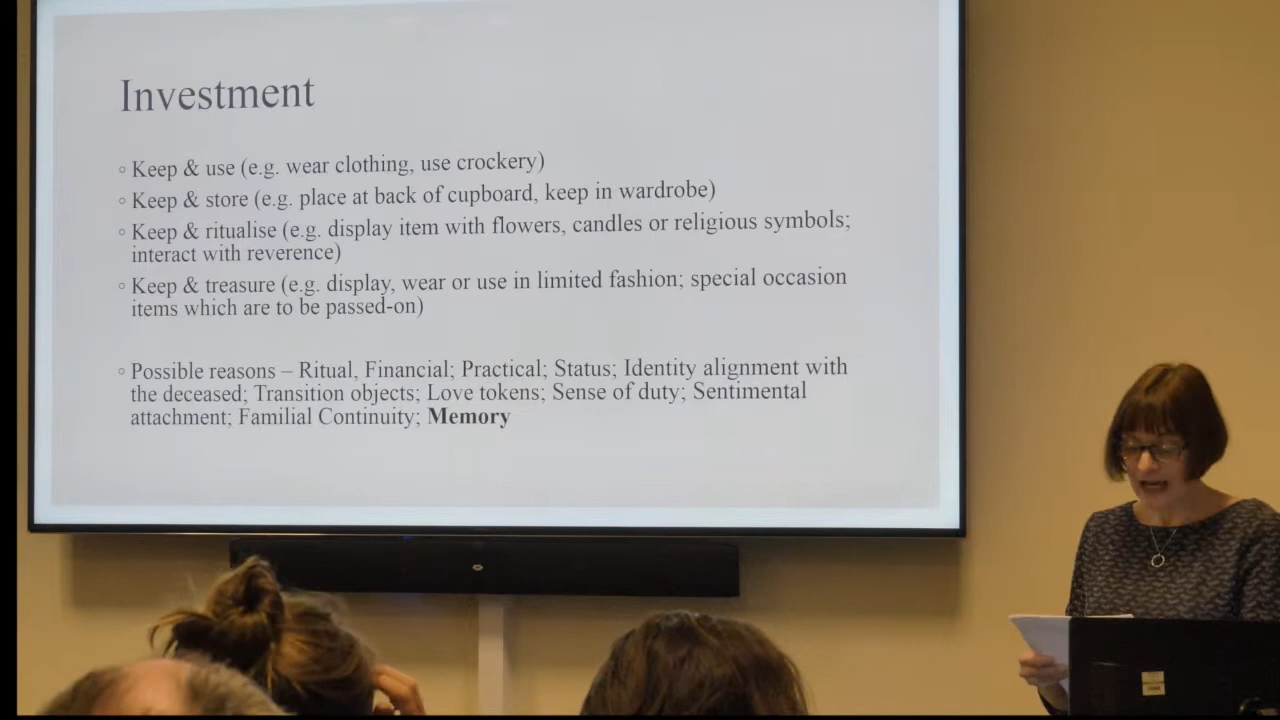 Investment
◦ Keep & use (e.g. wear clothing, use crockery)
◦ Keep & store (e.g. place at back of cupboard, keep in wardrobe)
◦ Keep & ritualise (e.g. display item with flowers, candles or religious symbols;
interact with reverence)
◦ Keep & treasure (e.g. display, wear or use in limited fashion; special occasion
items which are to be passed-on)
◦ Possible reasons – Ritual, Financial; Practical; Status; Identity alignment with
the deceased; Transition objects; Love tokens; Sense of duty; Sentimental
attachment; Familial Continuity; Memory